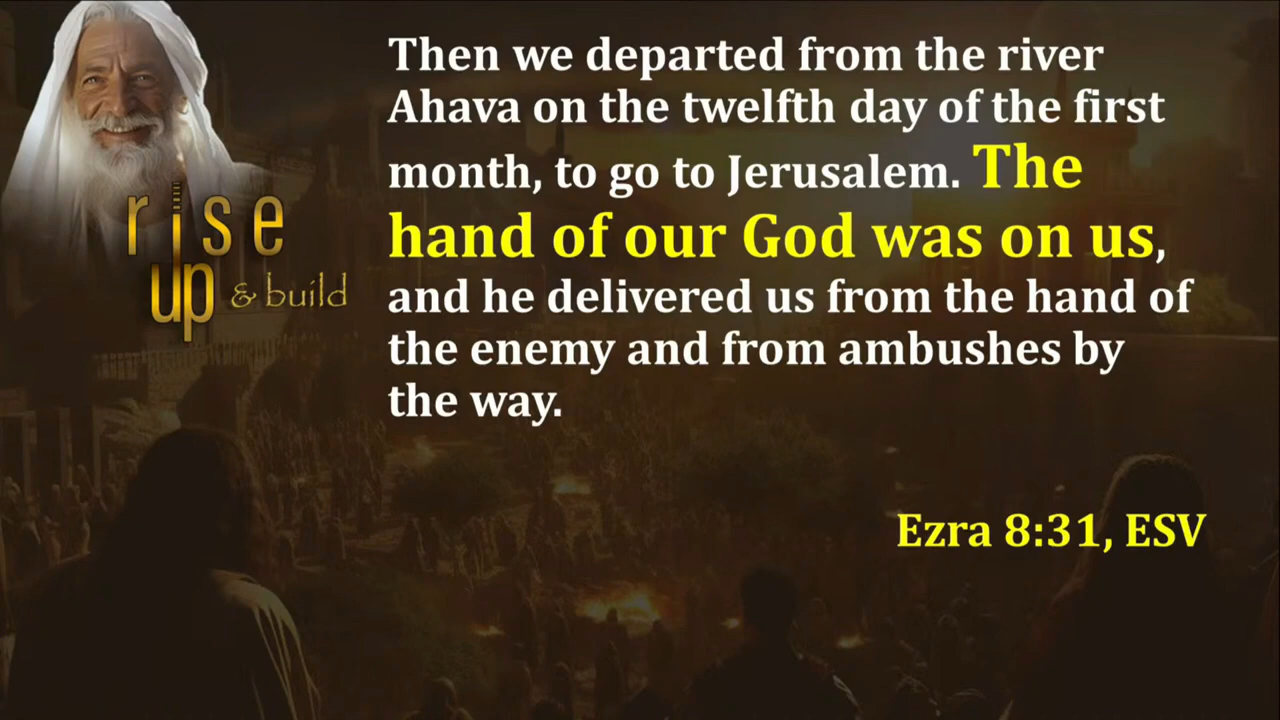 rise
up
& build
Then we departed from the river
Ahava on the twelfth day of the first
month, to go to Jerusalem. The
hand of our God was on us,
and he delivered us from the hand of
the enemy and from ambushes by
the way.
Ezra 8:31, ESV